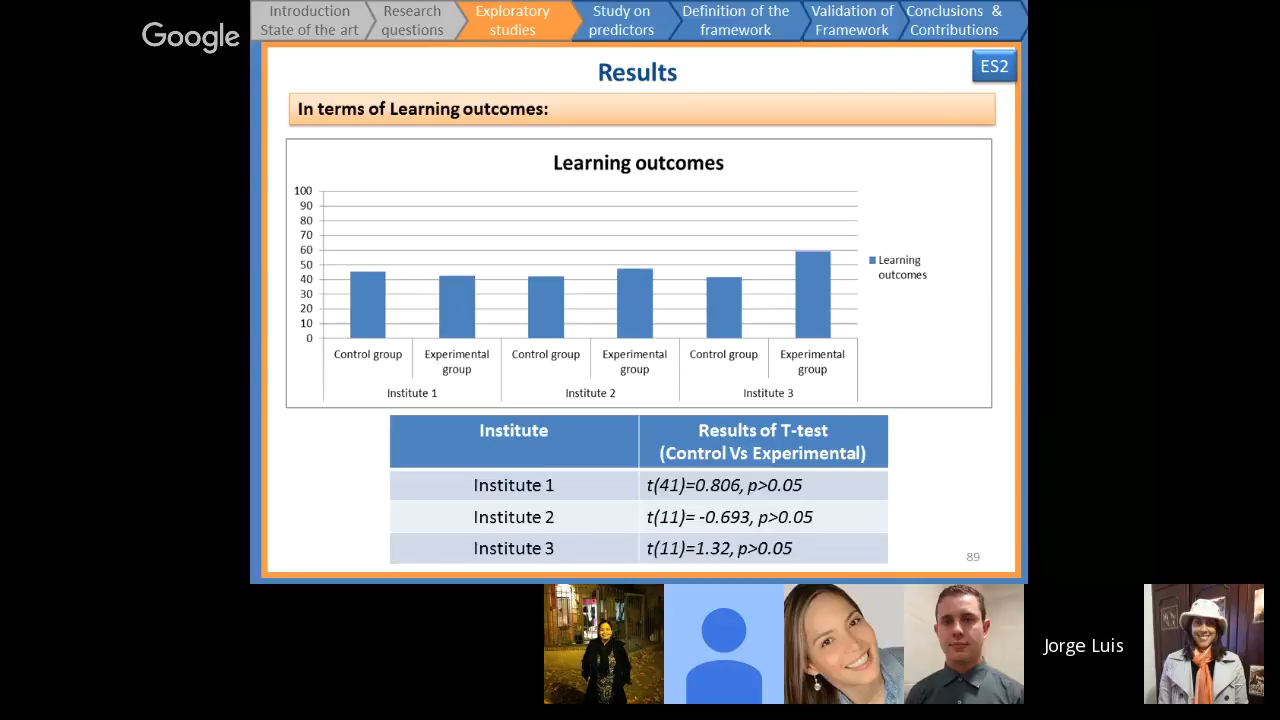 Google
Introduction
State of the art
Research
questions
Exploratory
studies
Study on
predictors
Definition of the
framework
Validation of
Framework
Conclusions &
Contributions
Results
ES2
In terms of Learning outcomes:
Learning outcomes
100
90
80
70
60
50
40
30
20
10
0
Control group
Experimental
group
Control group
Experimental
group
Control group
Experimental
group
Institute 1
Institute 2
Institute 3
Learning
outcomes
Institute
Results of T-test
(Control Vs Experimental)
Institute 1
t(41)=0.806, p>0.05
Institute 2
t(11)= -0.693, p>0.05
Institute 3
t(11)=1.32, p>0.05
89
Jorge Luis